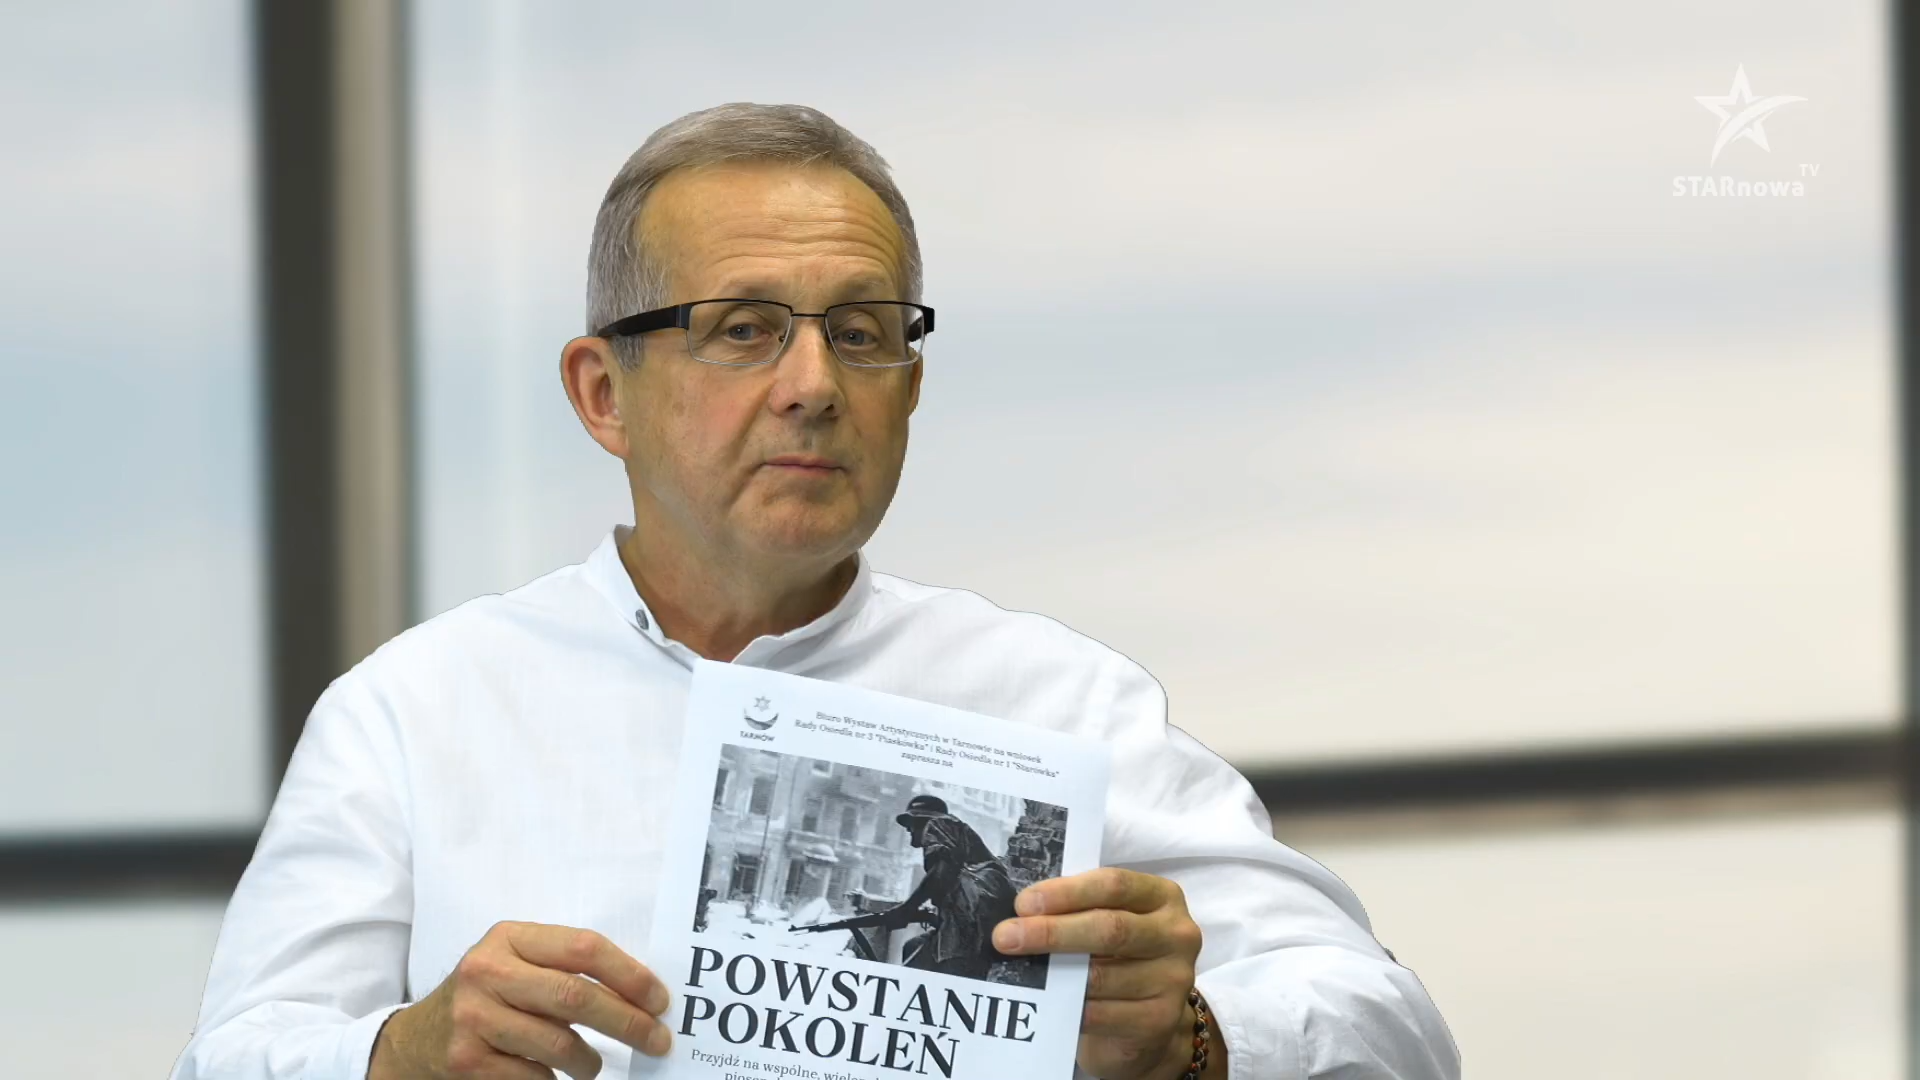 STARnowa TV
TARNÓW
Biuro Wystaw Artystycznych w Tarnowie na wniosek
Rady Osiedla nr 3 "Piaskówka" i Rady Osiedla nr 1 "Starówka"
zaprasza na
POWSTANIE
POKOLEŃ
Przyjdź na wspólne,